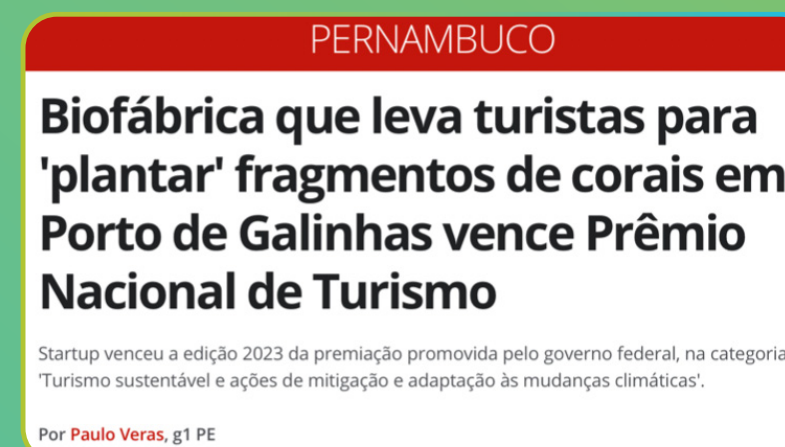 PERNAMBUCO
Biofábrica que leva turistas para
'plantar' fragmentos de corais em
Porto de Galinhas vence Prêmio
Nacional de Turismo
Startup venceu a edição 2023 da premiação promovida pelo governo federal, na categoria
'Turismo sustentável e ações de mitigação e adaptação às mudanças climáticas'.
Por Paulo Veras, g1 PE